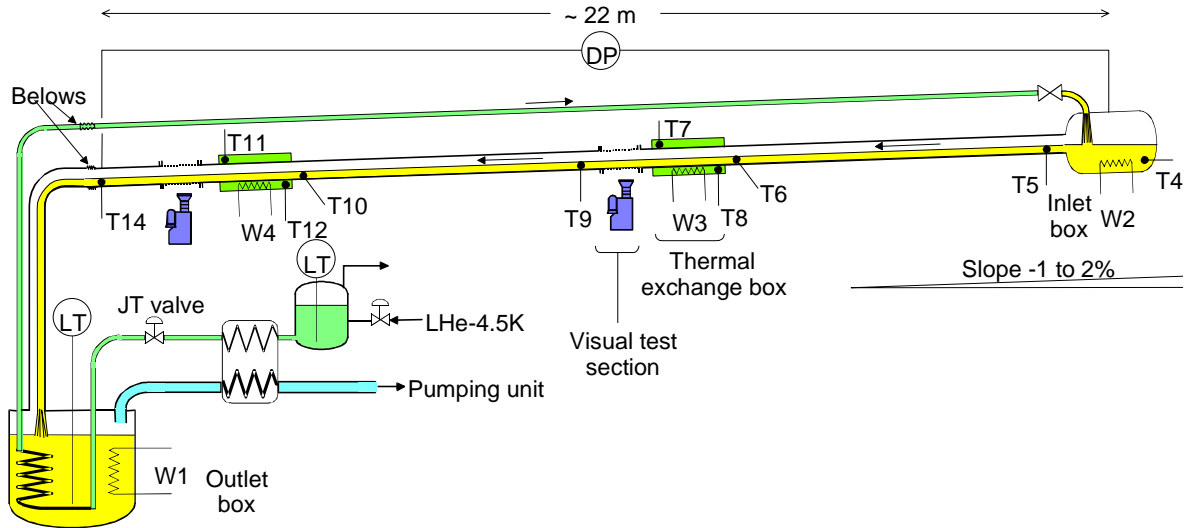 ~ 22 m
DP
Belows
T11
T7
T14
W4
T12
T10
T9
W3
T8
T6
T5
T4
Inlet
box
W2
LT
Thermal
exchange box
Slope -1 to 2%
JT valve
LT
LHe-4.5K
Visual test
section
Pumping unit
W1
Outlet
box